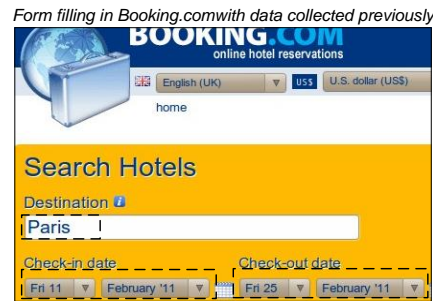 Form filling in Booking.comwith data collected previously
BOOKING.COM
online hotel reservations
English (UK) US$ U.S. dollar (US$)
home
Search Hotels
Destination i
Paris
Check-in date Check-out date
Fri 11 February '11 Fri 25 February '11